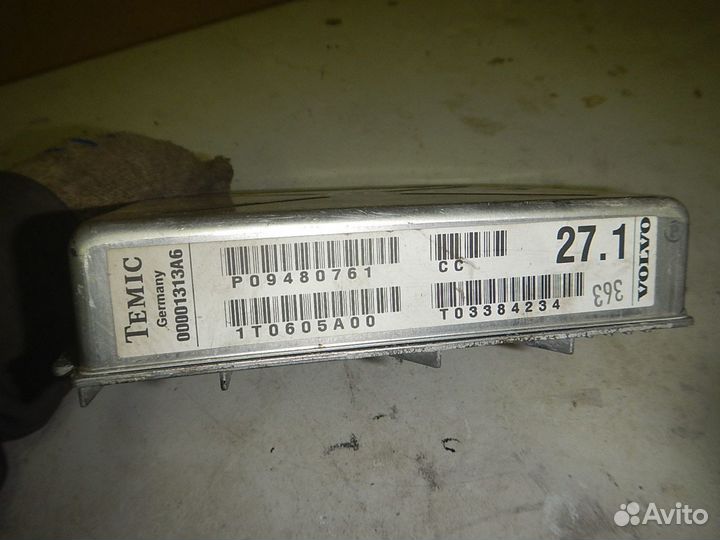 TEMIC
Germany
00001313A6
P09480761
CC
27.1
1T0605A00
T03384234
363
VOLVO
Avito